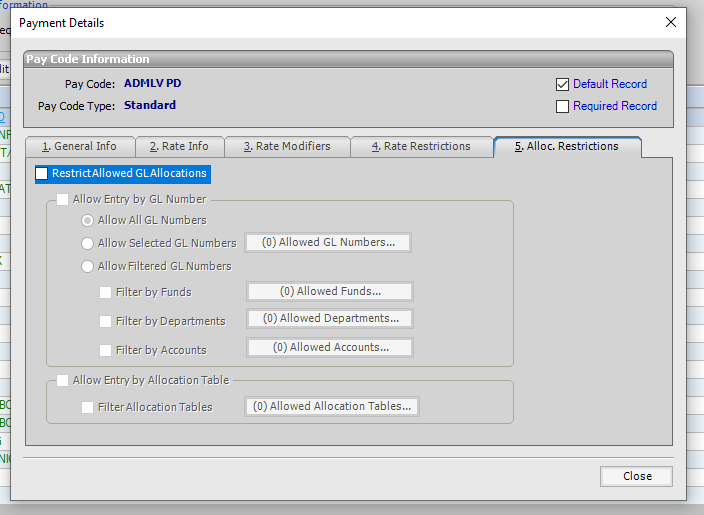 formation
Payment Details
Pay Code Information
Pay Code: ADMLV PD
Default Record
Pay Code Type: Standard
Required Record
1. General Info 2. Rate Info 3. Rate Modifiers 4. Rate Restrictions 5. Alloc. Restrictions
Restrict Allowed GL Allocations
Allow Entry by GL Number
Allow All GL Numbers
Allow Selected GL Numbers (0) Allowed GL Numbers...
Allow Filtered GL Numbers
Filter by Funds (0) Allowed Funds...
Filter by Departments (0) Allowed Departments...
Filter by Accounts (0) Allowed Accounts...
Allow Entry by Allocation Table
Filter Allocation Tables (0) Allowed Allocation Tables...
Close